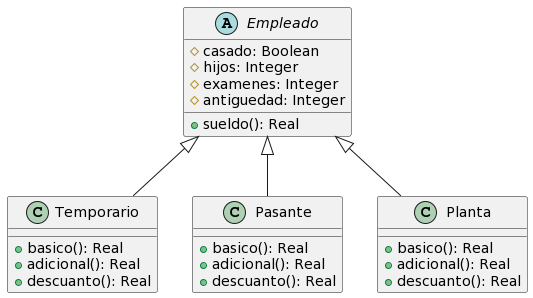 A Empleado
casado: Boolean
hijos: Integer
examenes: Integer
antiguedad: Integer
sueldo(): Real
C Temporario
basico(): Real
adicional(): Real
descuanto(): Real
C Pasante
basico(): Real
adicional(): Real
descuanto(): Real
C Planta
basico(): Real
adicional(): Real
descuanto(): Real